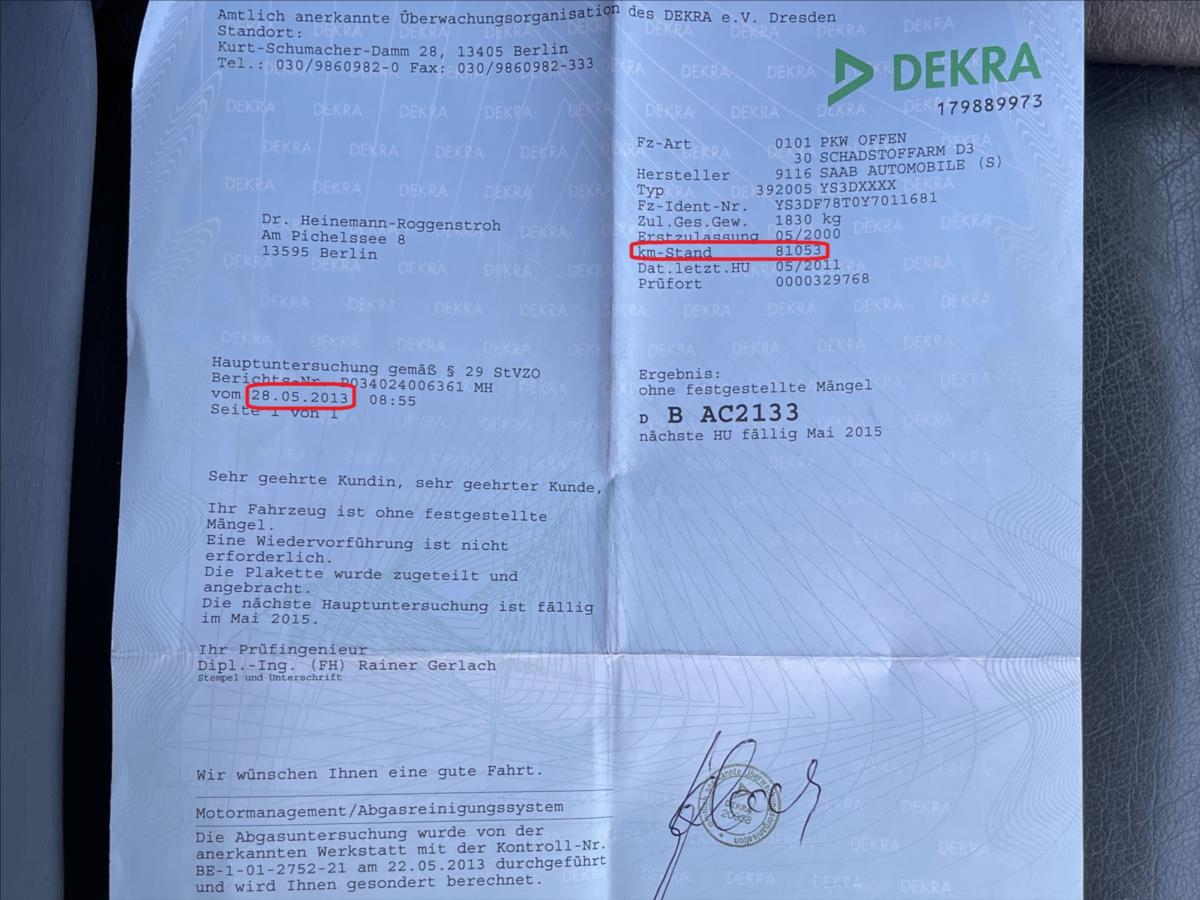 Amtlich anerkannte Überwachungsorganisation des DEKRA e.V. Dresden
Standort:
Kurt-Schumacher-Damm 28, 13405 Berlin
Tel.: 030/9860982-0 Fax: 030/9860982-333
DEKRA
179889973
Fz-Art 0101 PKW OFFEN
30 SCHADSTOFFARM D3
Hersteller 9116 SAAB AUTOMOBILE (S)
Typ 392005 YS3DXXXX
Fz-Ident-Nr. YS3DF78T0Y7011681
Zul.Ges.Gew. 1830 kg
Erstzulassung 05/2000
km-Stand 81053
Dat.letzt.HU 05/2011
Prüfort 0000329768
Dr. Heinemann-Roggenstroh
Am Pichelssee 8
13595 Berlin
Hauptuntersuchung gemäß § 29 StVZO
Berichts-Nr. P034024006361 MH
vom 28.05.2013 08:55
Seite 1 von 1
Ergebnis:
ohne festgestellte Mängel
D B AC2133
nächste HU fällig Mai 2015
Sehr geehrte Kundin, sehr geehrter Kunde,
Ihr Fahrzeug ist ohne festgestellte
Mängel.
Eine Wiedervorführung ist nicht
erforderlich.
Die Plakette wurde zugeteilt und
angebracht.
Die nächste Hauptuntersuchung ist fällig
im Mai 2015.
Ihr Prüfingenieur
Dipl.-Ing. (FH) Rainer Gerlach
Stempel und Unterschrift
Wir wünschen Ihnen eine gute Fahrt.
Motormanagement/Abgasreinigungssystem
Die Abgasuntersuchung wurde von der
anerkannten Werkstatt mit der Kontroll-Nr.
BE-1-01-2752-21 am 22.05.2013 durchgeführt
und wird Ihnen gesondert berechnet.
DEKRA